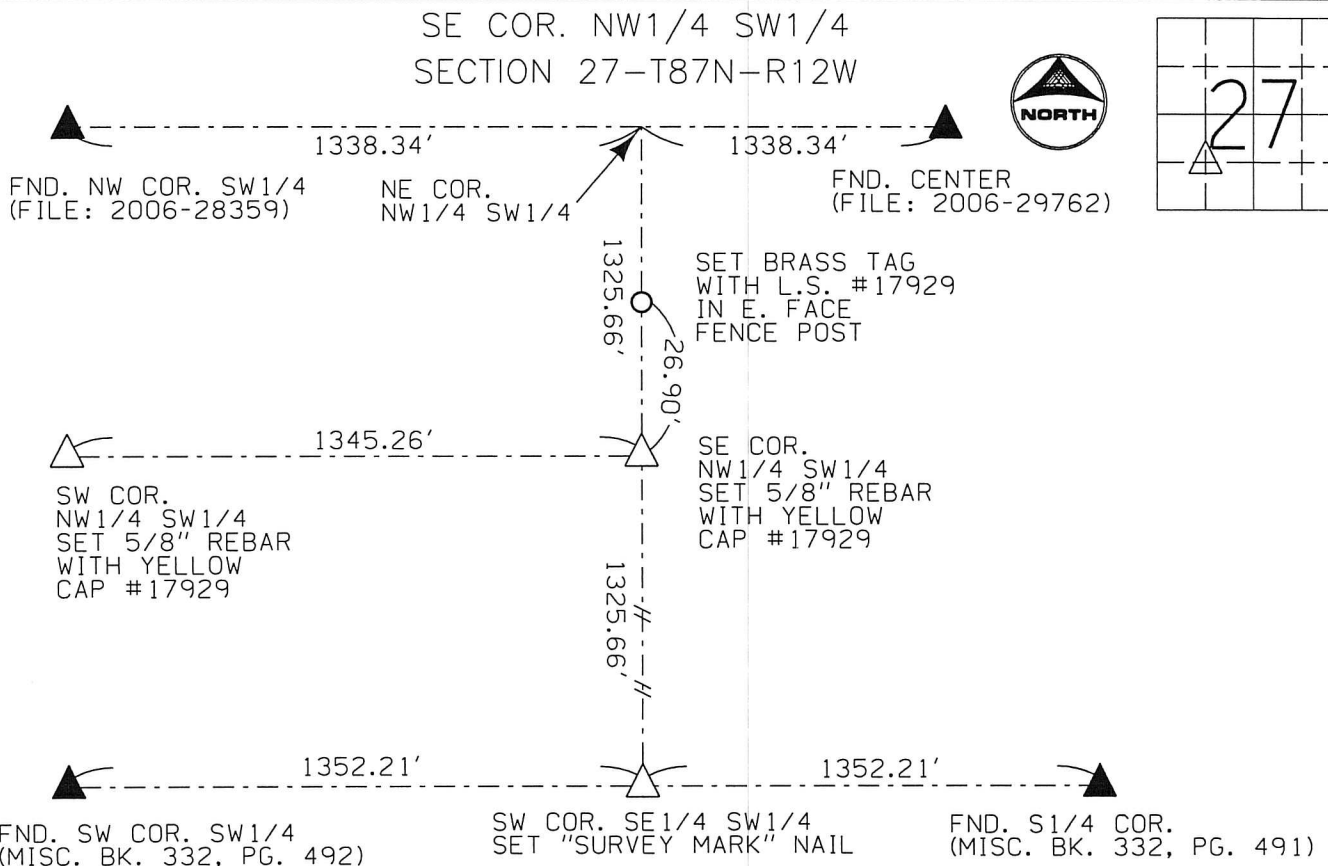 SE COR. NW1/4 SW1/4
SECTION 27-T87N-R12W
NORTH
27
1338.34'
1338.34'
FND. NW COR. SW1/4
(FILE: 2006-28359)
NE COR.
NW1/4 SW1/4
FND. CENTER
(FILE: 2006-29762)
1325.66'
SET BRASS TAG
WITH L.S. #17929
IN E. FACE
FENCE POST
26.90'
1345.26'
SW COR.
NW1/4 SW1/4
SET 5/8" REBAR
WITH YELLOW
CAP #17929
SE COR.
NW1/4 SW1/4
SET 5/8" REBAR
WITH YELLOW
CAP #17929
1325.66'
1352.21'
1352.21'
FND. SW COR. SW1/4
(MISC. BK. 332, PG. 492)
SW COR. SE1/4 SW1/4
SET "SURVEY MARK" NAIL
FND. S1/4 COR.
(MISC. BK. 332, PG. 491)